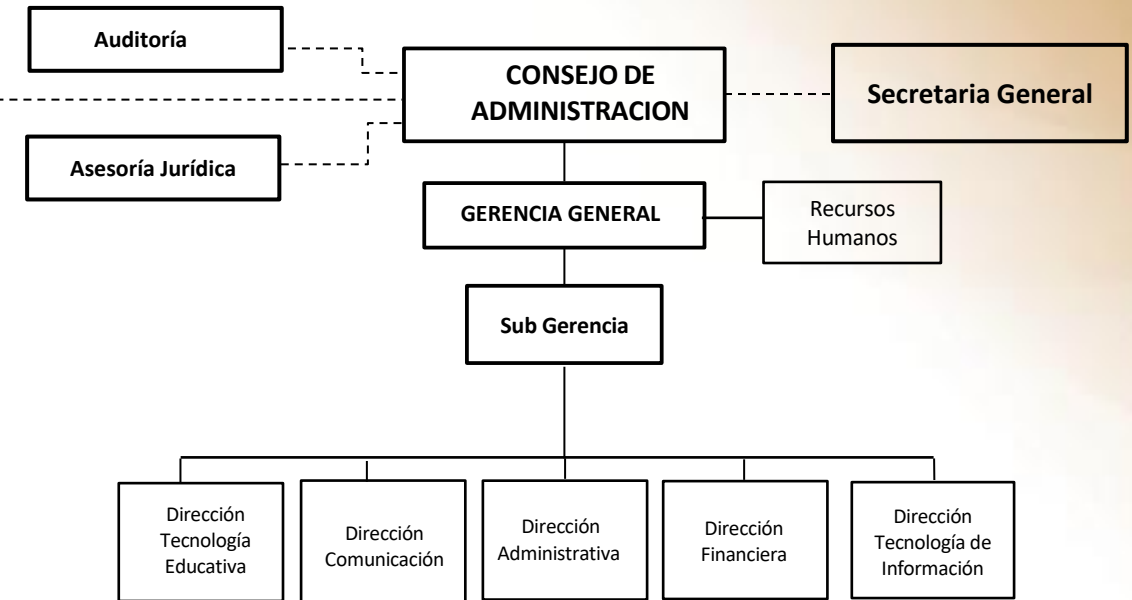 Auditoría
CONSEJO DE
ADMINISTRACION
Secretaria General
Asesoría Jurídica
GERENCIA GENERAL
Recursos
Humanos
Sub Gerencia
Dirección
Tecnología
Educativa
Dirección
Comunicación
Dirección
Administrativa
Dirección
Financiera
Dirección
Tecnología de
Información